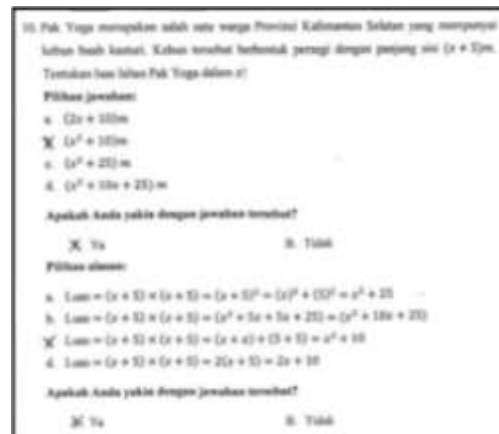 10. Pak Yoga merupakan salah satu warga Provinsi Kalimantan Selatan yang mempunyai
kebun buah kasturi. Kebun tersebut berbentuk persegi dengan panjang sisi (x + 5)m.
Tentukan luas lahan Pak Yoga dalam x!
Pilihan jawaban:
a. (2x + 10)m
X (x² + 10)m
c. (x² + 25) m
d. (x² + 10x + 25) m
Apakah Anda yakin dengan jawaban tersebut?
X Ya B. Tidak
Pilihan alasan:
a. Luas = (x + 5) × (x + 5) = (x + 5)² = (x)² + (5)² = x² + 25
b. Luas = (x + 5) × (x + 5) = (x² + 5x + 5x + 25) = (x² + 10x + 25)
X Luas = (x + 5) × (x + 5) = (x × x) + (5 + 5) = x² + 10
d. Luas = (x + 5) × (x + 5) = 2(x + 5) = 2x + 10
Apakah Anda yakin dengan jawaban tersebut?
X Ya B. Tidak